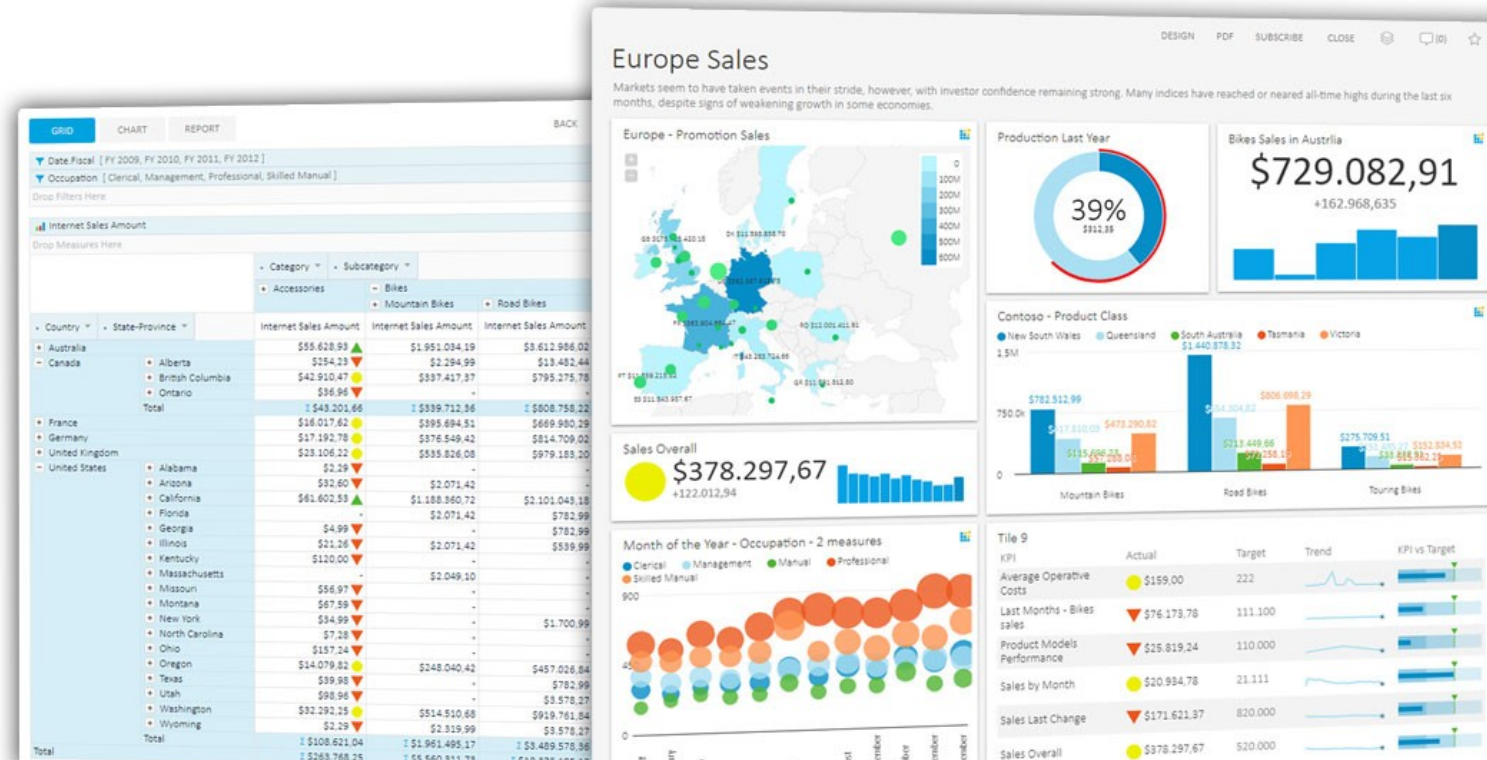 GRID CHART REPORT BACK
Date.Fiscal [ FY 2009, FY 2010, FY 2011, FY 2012 ]
Occupation [ Clerical, Management, Professional, Skilled Manual ]
Drop Filters Here
Internet Sales Amount
Drop Measures Here
Category Subcategory
Accessories Bikes
Mountain Bikes Road Bikes
Country State-Province Internet Sales Amount Internet Sales Amount Internet Sales Amount
Australia $55.628,93 $1.951.034,19 $3.612.986,02
Canada Alberta $254,23 $2.294,99 $13.482,44
British Columbia $42.910,47 $337.417,37 $795.275,78
Ontario $36,96 - -
Total Σ $43.201,66 Σ $339.712,36 Σ $808.758,22
France $16.017,62 $395.694,51 $669.980,29
Germany $17.192,78 $376.549,42 $814.709,02
United Kingdom $23.106,22 $535.826,08 $979.183,20
United States Alabama $2,29 - -
Arizona $32,60 $2.071,42 -
California $61.602,53 $1.188.360,72 $2.101.043,18
Florida - $2.071,42 $782,99
Georgia $4,99 - $782,99
Illinois $21,26 $2.071,42 $539,99
Kentucky $120,00 - -
Massachusetts - $2.049,10 -
Missouri $56,97 - -
Montana $67,59 - -
New York $34,99 - $1.700,99
North Carolina $7,28 - -
Ohio $157,24 - -
Oregon $14.079,82 $248.040,42 $457.026,84
Texas $39,98 - $782,99
Utah $98,96 - $3.578,27
Washington $32.292,25 $514.510,68 $919.761,84
Wyoming $2,29 $2.319,99 $3.578,27
Total Σ $108.621,04 Σ $1.961.495,17 Σ $3.489.578,36
Total Σ $263.768,25
DESIGN PDF SUBSCRIBE CLOSE (0)
Europe Sales
Markets seem to have taken events in their stride, however, with investor confidence remaining strong. Many indices have reached or neared all-time highs during the last six
months, despite signs of weakening growth in some economies.
Europe - Promotion Sales
0
100M
200M
300M
400M
500M
600M
Production Last Year
39%
$312,35
Bikes Sales in Austrlia
$729.082,91
+162.968,635
Sales Overall
$378.297,67
+122.012,94
Contoso - Product Class
New South Wales Queensland South Australia Tasmania Victoria
1.5M
$1.440.878,32
$782.512,99
$806.698,29
750.0k
$473.290,82
$213.449,66
$275.709,51
0
Mountain Bikes Road Bikes Touring Bikes
Month of the Year - Occupation - 2 measures
Clerical Management Manual Professional
Skilled Manual
900
0
Tile 9
KPI Actual Target Trend KPI vs Target
Average Operative
Costs $159,00 222
Last Months - Bikes
sales $76.173,78 111.100
Product Models
Performance $25.819,24 110.000
Sales by Month $20.934,78 21.111
Sales Last Change $171.621,37 820.000
Sales Overall $378.297,67 520.000